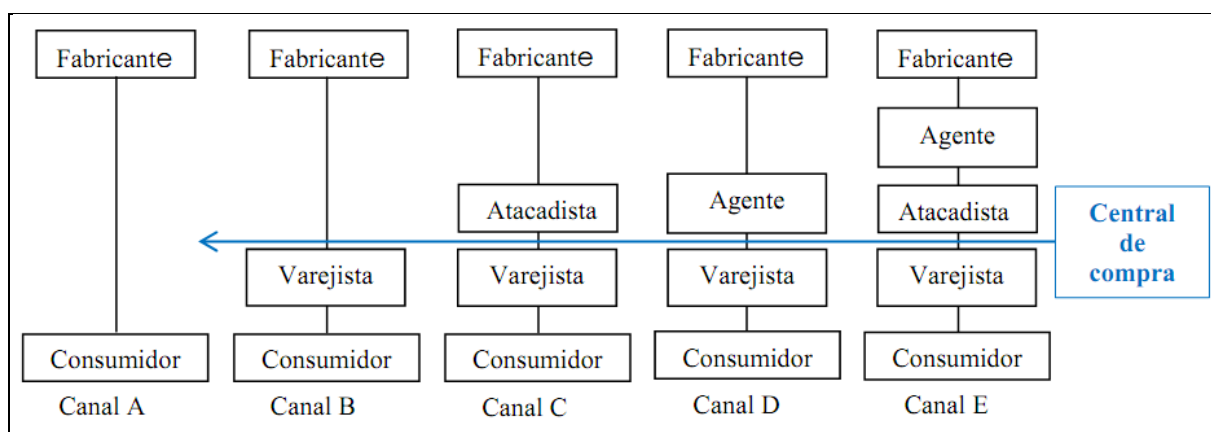 Fabricante
Fabricante
Fabricante
Fabricante
Fabricante
Agente
Atacadista
Agente
Atacadista
Central
de
compra
Varejista
Varejista
Varejista
Varejista
Consumidor
Consumidor
Consumidor
Consumidor
Consumidor
Canal A
Canal B
Canal C
Canal D
Canal E